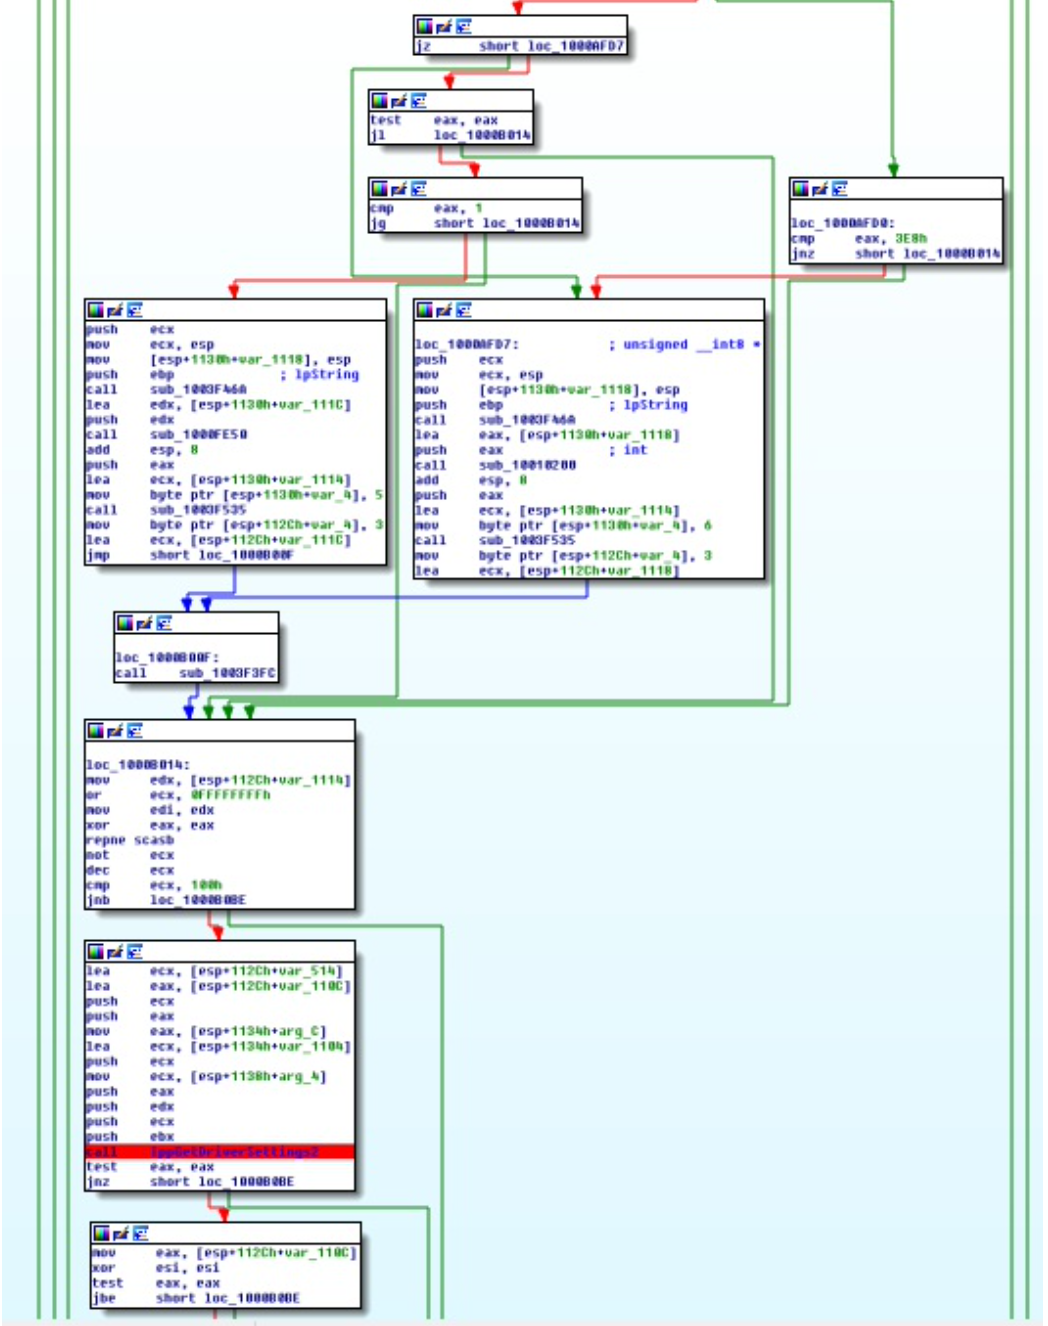 jz      short loc_1000AFD7
test    eax, eax
jl      loc_1000B014
cmp     eax, 1
jg      short loc_1000B014
loc_1000AFD0:
cmp     eax, 3E8h
jnz     short loc_1000B014
push    ecx
mov     ecx, esp
mov     [esp+1130h+var_1118], esp
push    ebp             ; lpString
call    sub_1003F46A
lea     edx, [esp+1130h+var_111C]
push    edx
call    sub_1000FE50
add     esp, 8
push    eax
lea     ecx, [esp+1130h+var_1114]
mov     byte ptr [esp+1130h+var_4], 5
call    sub_1003F535
mov     byte ptr [esp+112Ch+var_4], 3
lea     ecx, [esp+112Ch+var_111C]
jmp     short loc_1000B00F
loc_1000AFD7:           ; unsigned __int8 *
push    ecx
mov     ecx, esp
mov     [esp+1130h+var_1118], esp
push    ebp             ; lpString
call    sub_1003F46A
lea     eax, [esp+1130h+var_1118]
push    eax             ; int
call    sub_10010200
add     esp, 8
push    eax
lea     ecx, [esp+1130h+var_1114]
mov     byte ptr [esp+1130h+var_4], 6
call    sub_1003F535
mov     byte ptr [esp+112Ch+var_4], 3
lea     ecx, [esp+112Ch+var_1118]
loc_1000B00F:
call    sub_1003F3FC
loc_1000B014:
mov     edx, [esp+112Ch+var_1114]
or      ecx, 0FFFFFFFFh
mov     edi, edx
xor     eax, eax
repne scasb
not     ecx
dec     ecx
cmp     ecx, 100h
jnb     loc_1000B0BE
lea     ecx, [esp+112Ch+var_514]
lea     eax, [esp+112Ch+var_110C]
push    ecx
push    eax
mov     eax, [esp+1134h+arg_C]
lea     ecx, [esp+1134h+var_1104]
push    ecx
mov     ecx, [esp+1138h+arg_4]
push    eax
push    edx
push    ecx
push    ebx
call    IppGetDriverSettings2
test    eax, eax
jnz     short loc_1000B0BE
mov     eax, [esp+112Ch+var_110C]
xor     esi, esi
test    eax, eax
jbe     short loc_1000B0BE